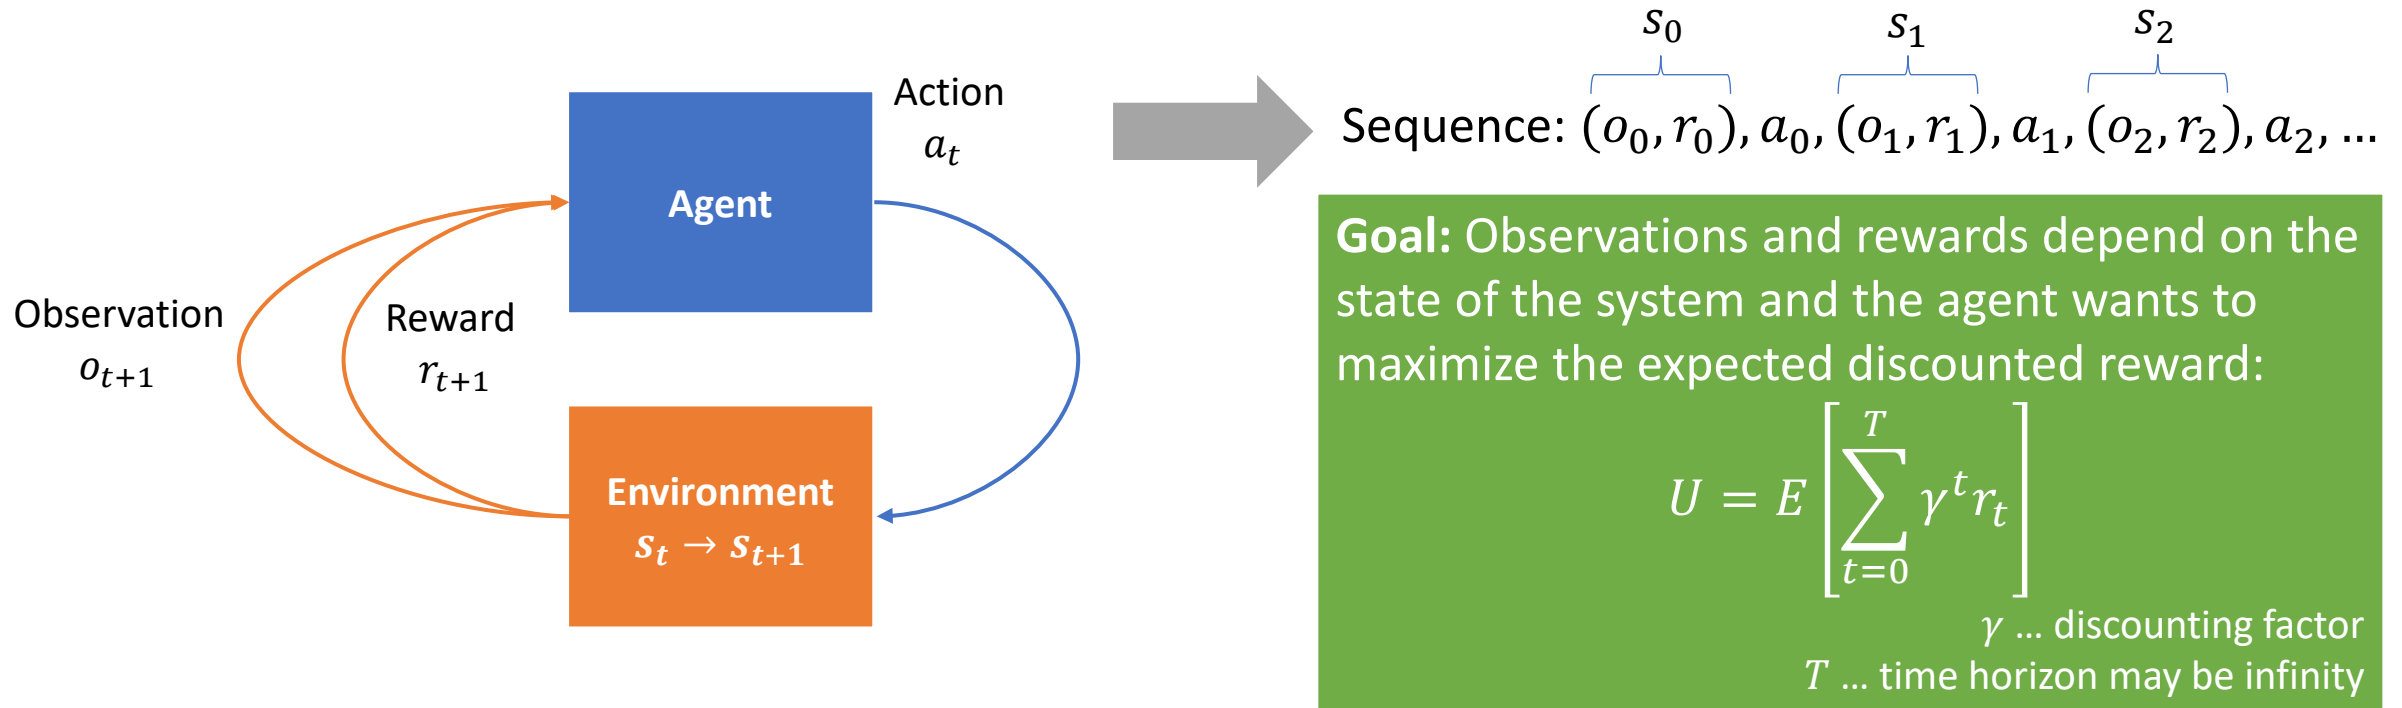 Action
a_t
Agent
Observation
o_{t+1}
Reward
r_{t+1}
Environment
s_t → s_{t+1}
s_0 s_1 s_2
Sequence: (o_0, r_0), a_0, (o_1, r_1), a_1, (o_2, r_2), a_2, …
Goal: Observations and rewards depend on the
state of the system and the agent wants to
maximize the expected discounted reward:
U = E [ ∑_{t=0}^{T} γ^t r_t ]
γ … discounting factor
T … time horizon may be infinity